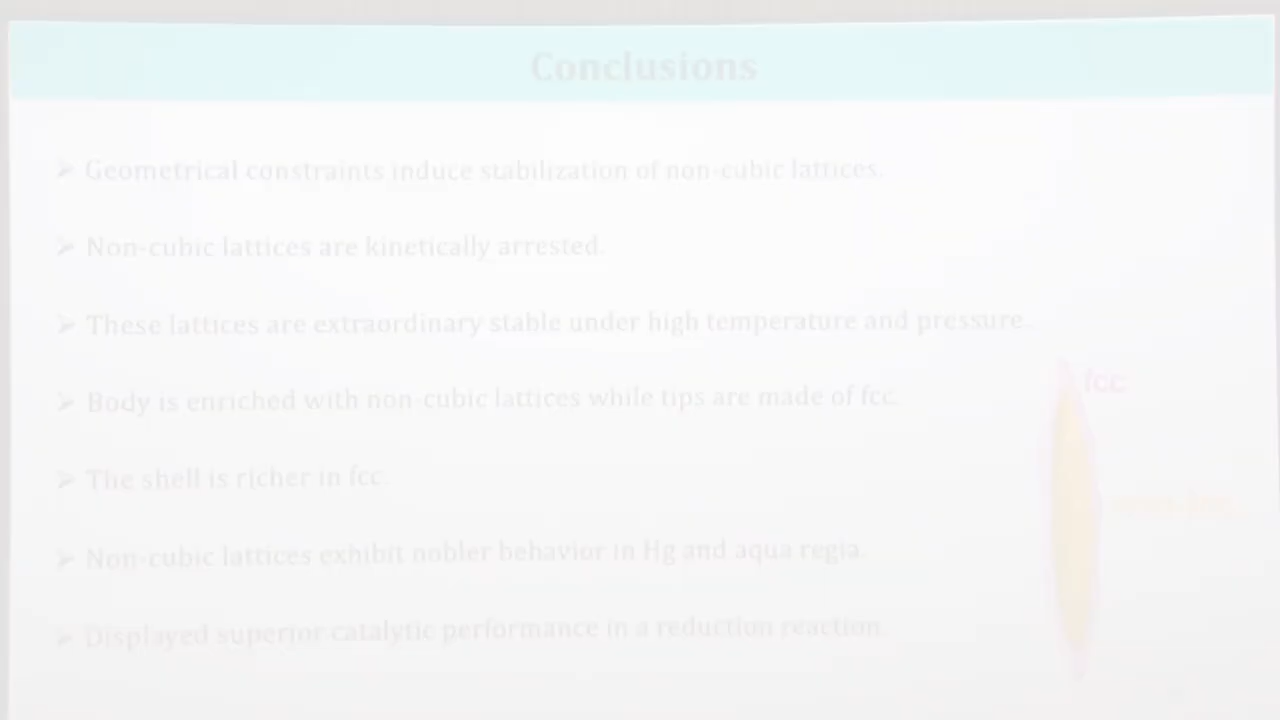 Conclusions
Geometrical constraints induce stabilization of non-cubic lattices.
Non-cubic lattices are kinetically arrested.
These lattices are extraordinary stable under high temperature and pressure.
Body is enriched with non-cubic lattices while tips are made of fcc.
fcc
The shell is richer in fcc.
Non-cubic lattices exhibit nobler behavior in Hg and aqua regia.
Displayed superior catalytic performance in a reduction reaction.